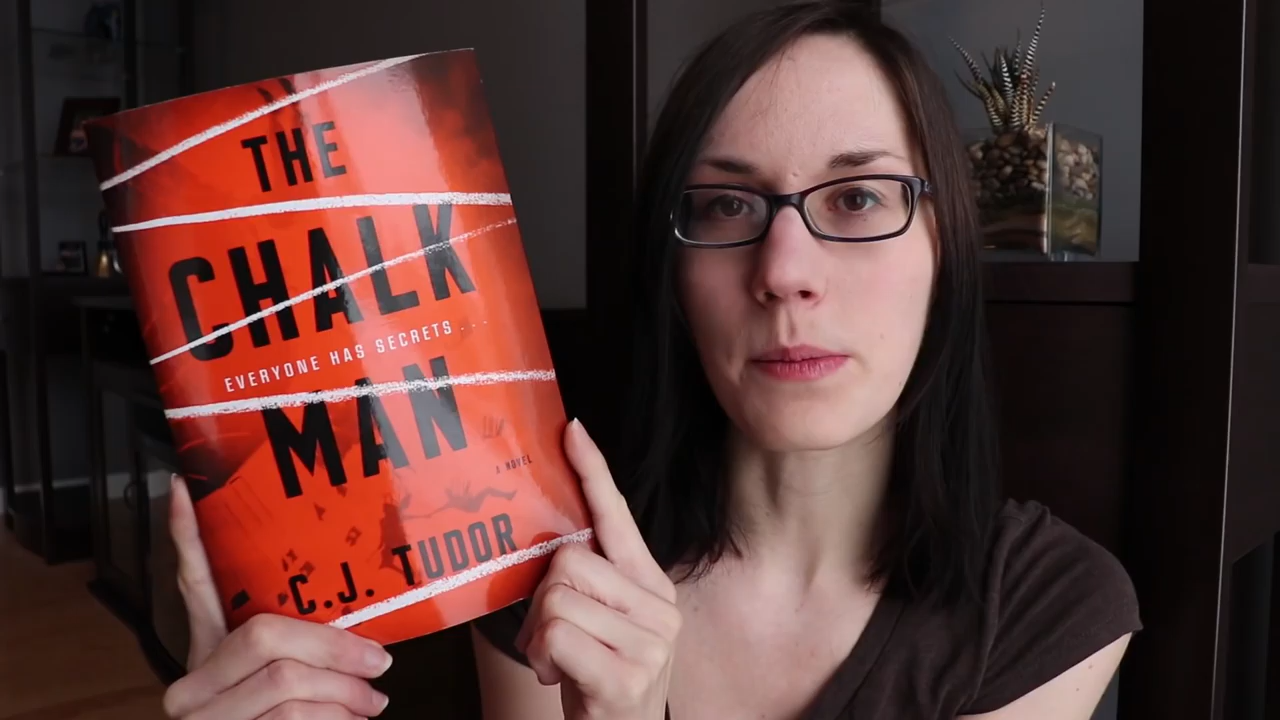 THE
CHALK
EVERYONE HAS SECRETS . . .
MAN
A NOVEL
C.J. TUDOR